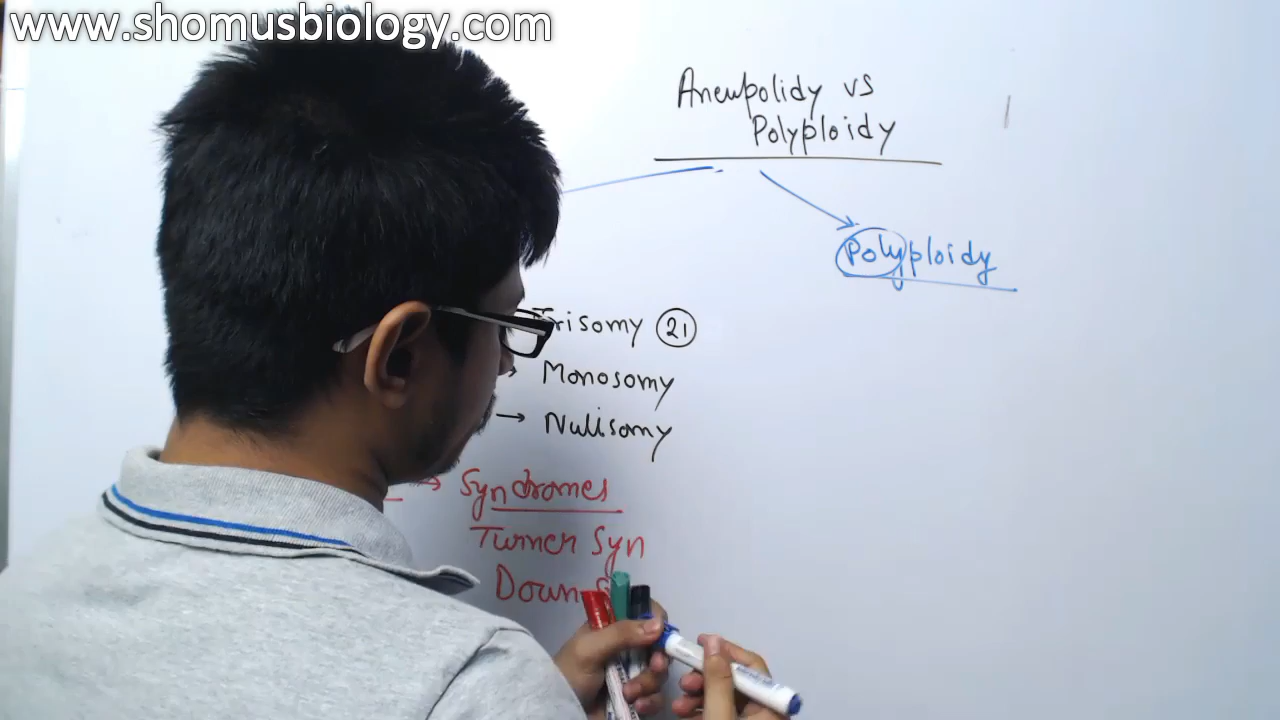 www.shomusbiology.com
Aneupolidy vs
Polyploidy
Polyploidy
Trisomy 21
→ Monosomy
→ Nullisomy
→ Syndromes
Turner Syn
Down